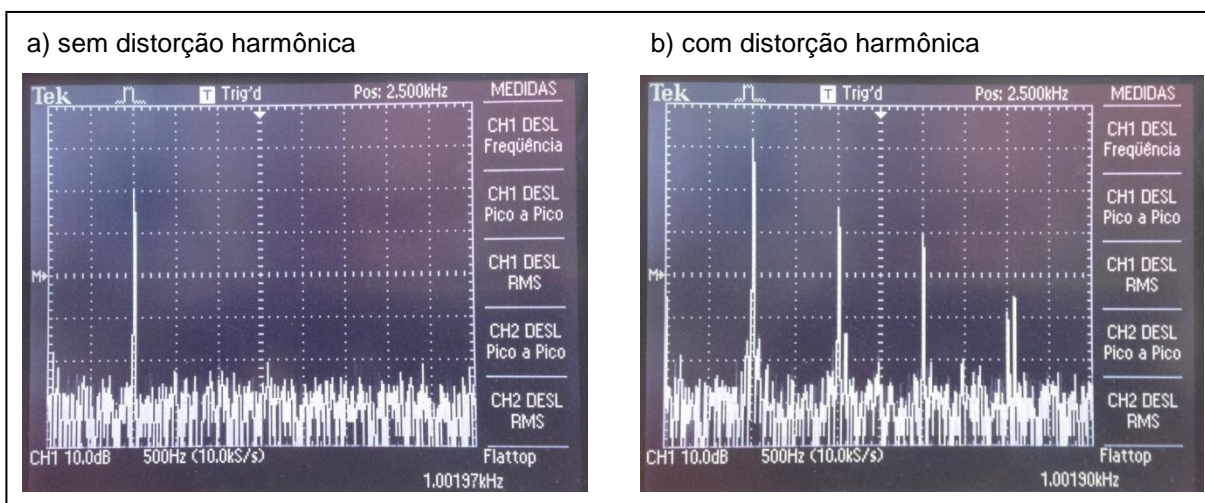 a) sem distorção harmônica
Tek
T Trig'd
Pos: 2.500kHz
MEDIDAS
CH1 DESL
Freqüência
CH1 DESL
Pico a Pico
CH1 DESL
RMS
CH2 DESL
Pico a Pico
CH2 DESL
RMS
M
CH1 10.0dB
500Hz (10.0kS/s)
Flattop
1.00197kHz
b) com distorção harmônica
Tek
T Trig'd
Pos: 2.500kHz
MEDIDAS
CH1 DESL
Freqüência
CH1 DESL
Pico a Pico
CH1 DESL
RMS
CH2 DESL
Pico a Pico
CH2 DESL
RMS
M
CH1 10.0dB
500Hz (10.0kS/s)
Flattop
1.00190kHz